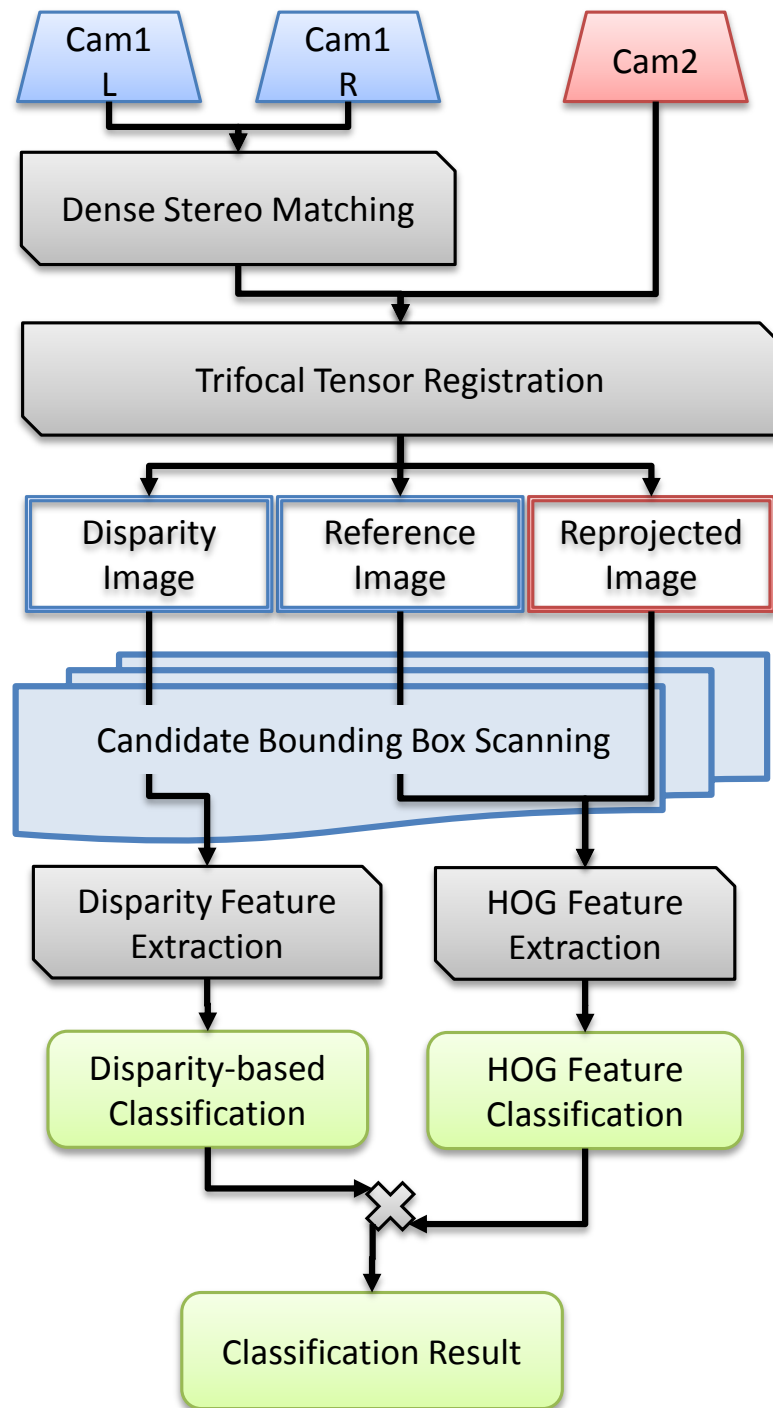 Cam1
L
Cam1
R
Cam2
Dense Stereo Matching
Trifocal Tensor Registration
Disparity
Image
Reference
Image
Reprojected
Image
Candidate Bounding Box Scanning
Disparity Feature
Extraction
HOG Feature
Extraction
Disparity-based
Classification
HOG Feature
Classification
Classification Result